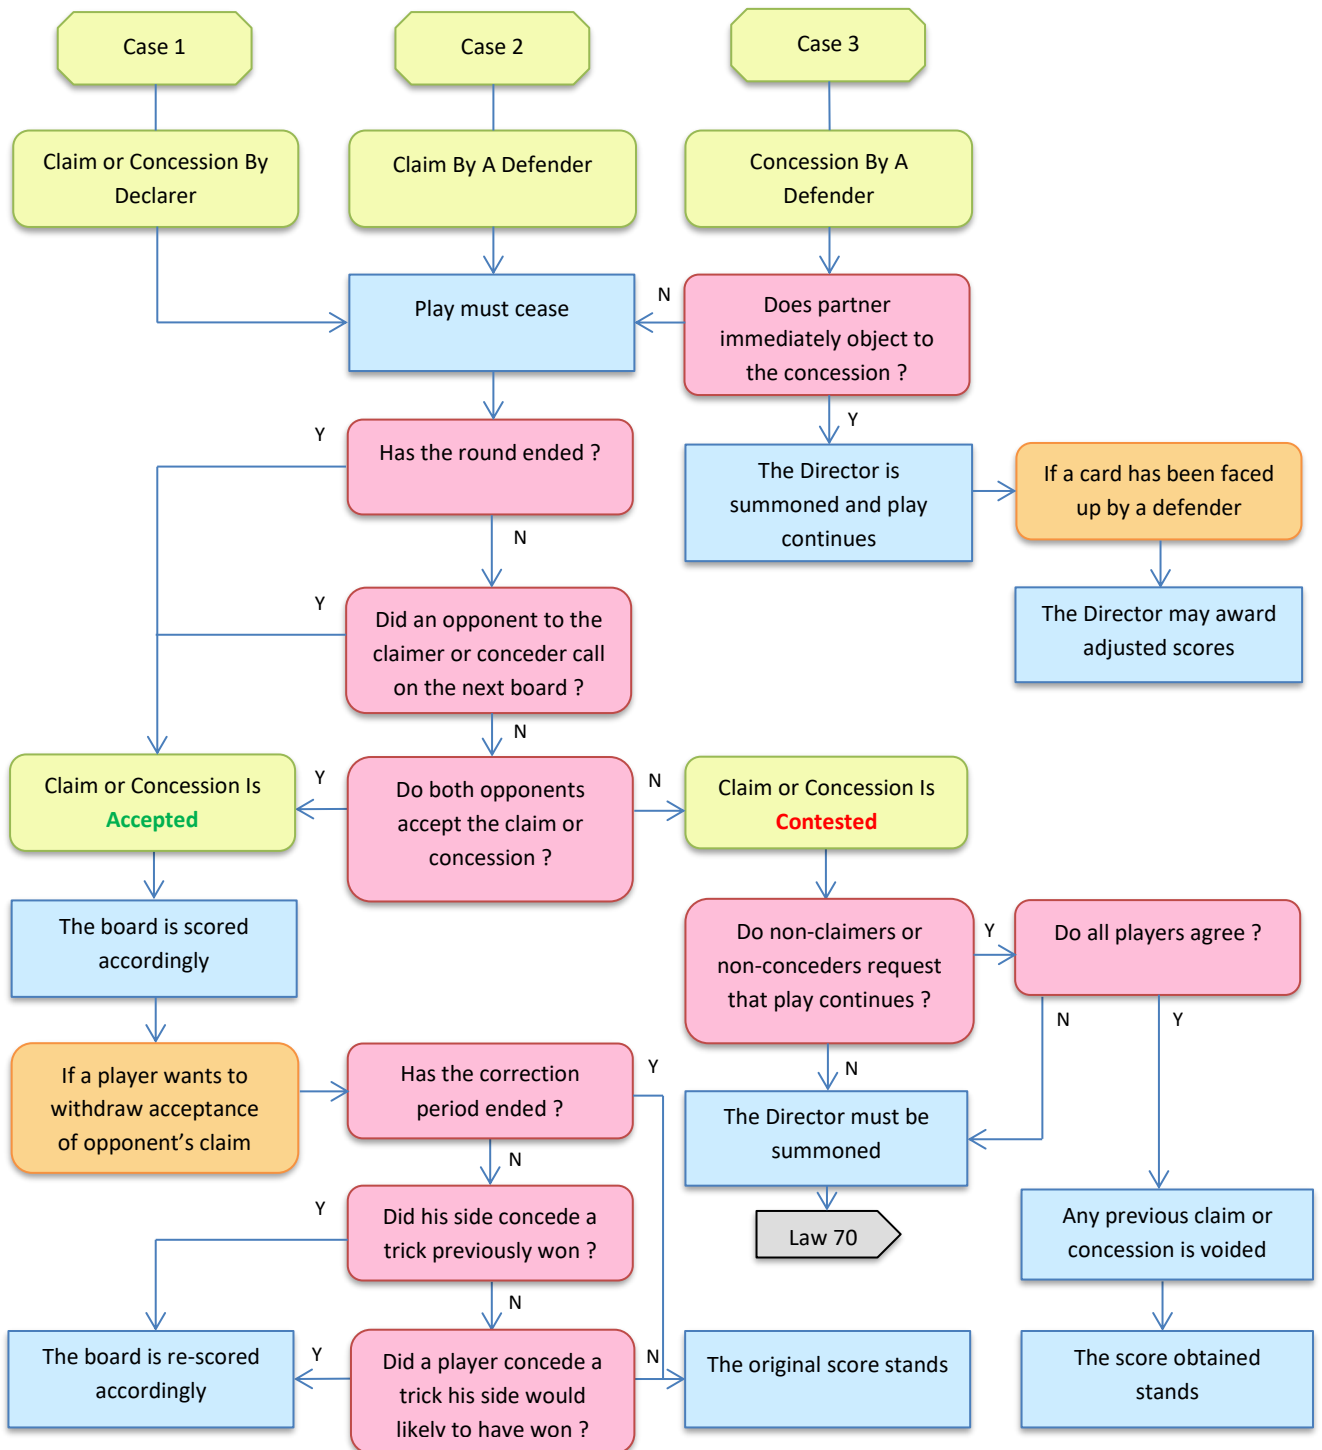 Case 1
Case 2
Case 3
Claim or Concession By
Declarer
Claim By A Defender
Concession By A
Defender
Play must cease
N
Does partner
immediately object to
the concession ?
Y
Y
Has the round ended ?
N
The Director is
summoned and play
continues
If a card has been faced
up by a defender
The Director may award
adjusted scores
Y
Did an opponent to the
claimer or conceder call
on the next board ?
N
Claim or Concession Is
Accepted
Y
Do both opponents
accept the claim or
concession ?
N
Claim or Concession Is
Contested
The board is scored
accordingly
Do non-claimers or
non-conceders request
that play continues ?
Y
Do all players agree ?
N
Y
N
If a player wants to
withdraw acceptance
of opponent’s claim
Has the correction
period ended ?
Y
N
The Director must be
summoned
Law 70
Any previous claim or
concession is voided
Y
Did his side concede a
trick previously won ?
N
The board is re-scored
accordingly
Y
Did a player concede a
trick his side would
likely to have won ?
N
The original score stands
The score obtained
stands